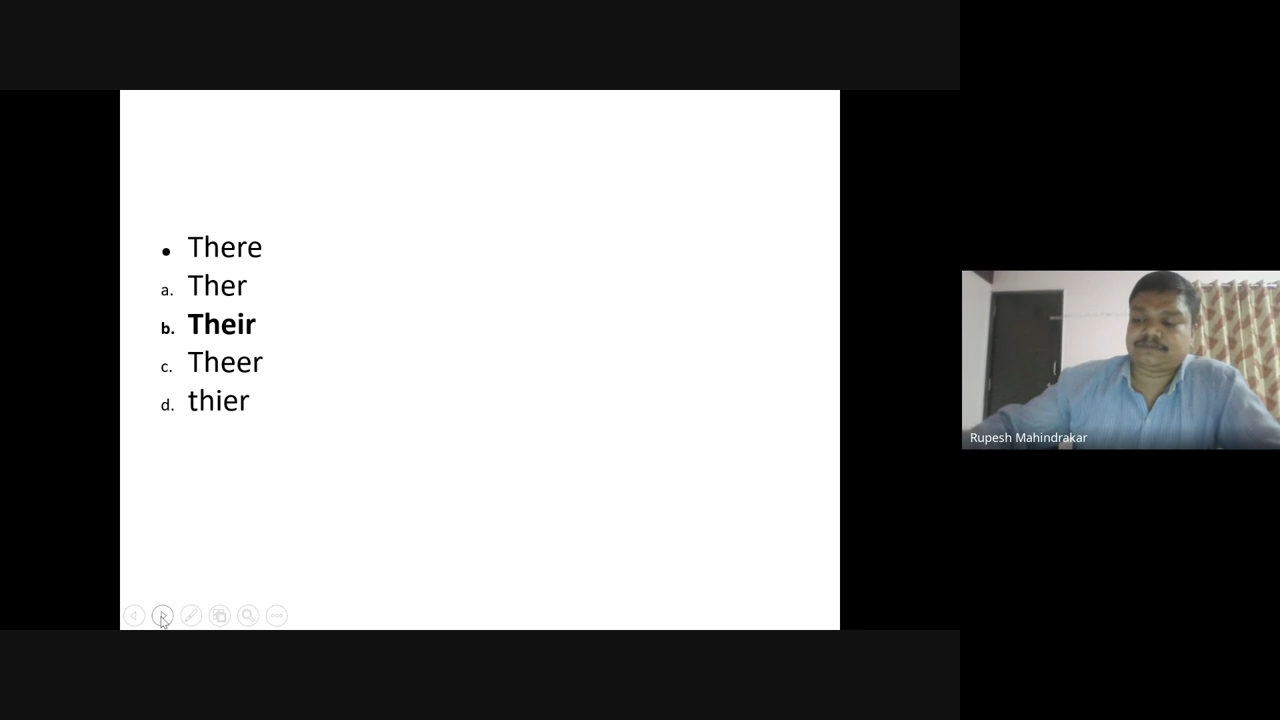 • There
a. Ther
b. Their
c. Theer
d. thier
Rupesh Mahindrakar